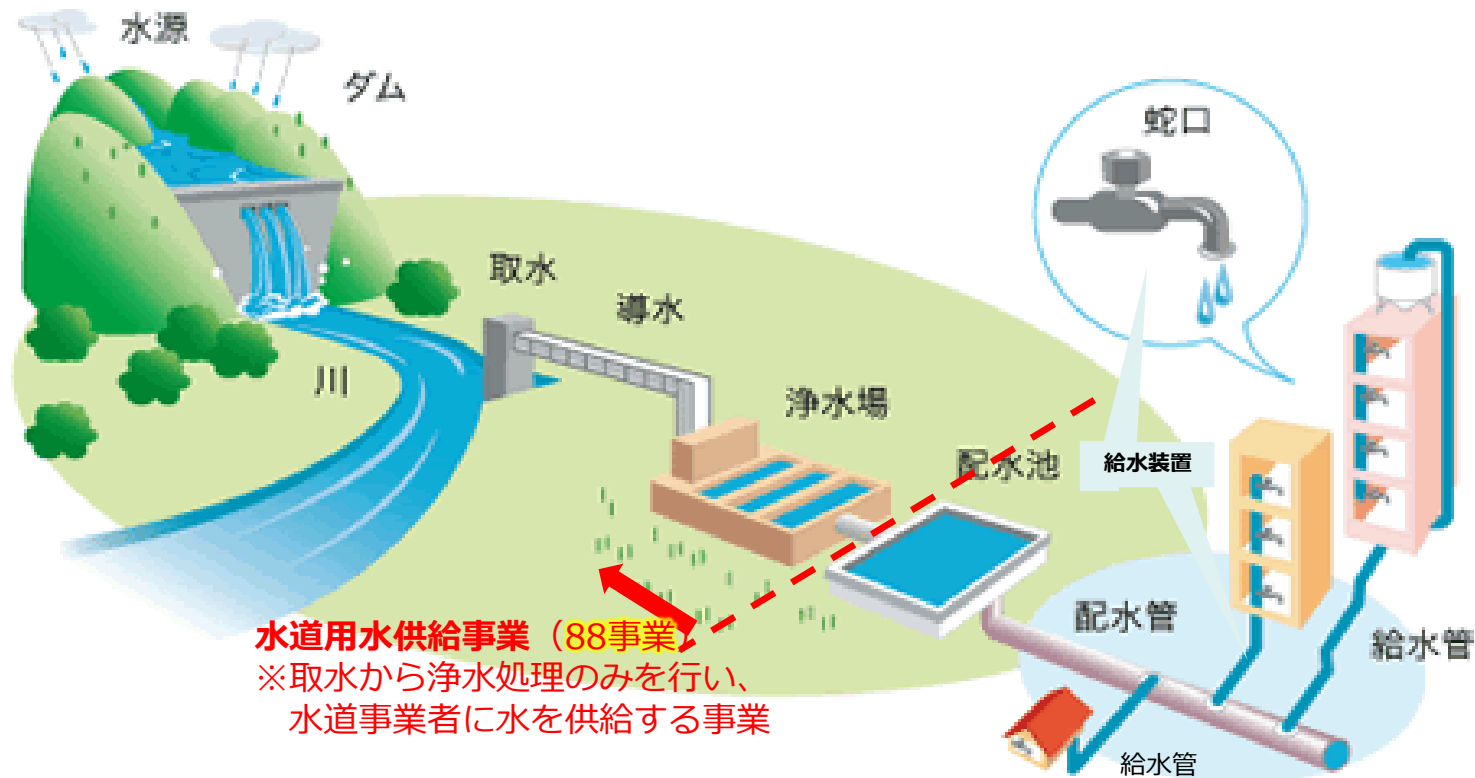 水源
ダム
蛇口
取水
導水
川
浄水場
配水池
給水装置
水道用水供給事業（88事業）
※取水から浄水処理のみを行い、
水道事業者に水を供給する事業
配水管
給水管
給水管